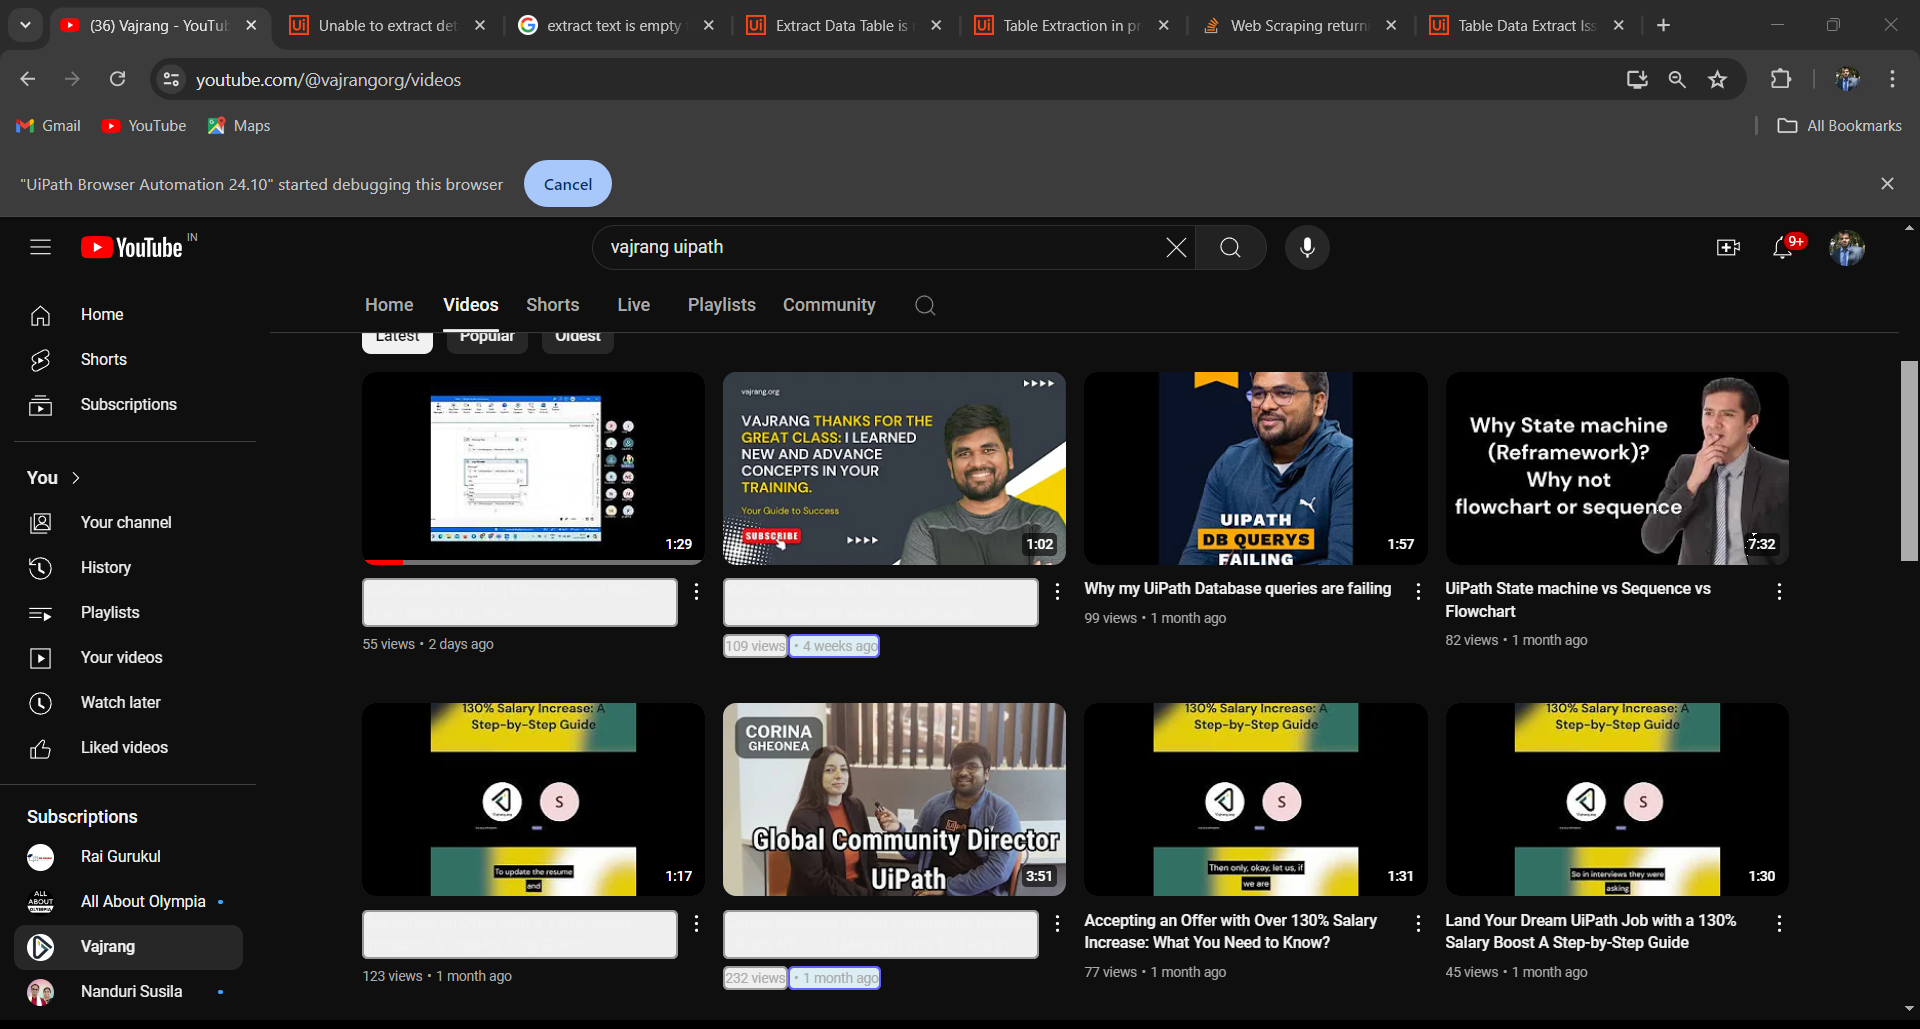 (36) Vajrang - YouTu
Unable to extract det
extract text is empty
Extract Data Table is
Table Extraction in pr
Web Scraping return
Table Data Extract Iss
youtube.com/@vajrangorg/videos
Gmail
YouTube
Maps
All Bookmarks
"UiPath Browser Automation 24.10" started debugging this browser
Cancel
YouTube IN
vajrang uipath
9+
Home
Shorts
Subscriptions
You
Your channel
History
Playlists
Your videos
Watch later
Liked videos
Subscriptions
Rai Gurukul
ALL ABOUT OLYMPIA
All About Olympia
Vajrang
Nanduri Susila
Home Videos Shorts Live Playlists Community
Latest Popular Oldest
1:29
55 views • 2 days ago
vajrang.org
VAJRANG THANKS FOR THE
GREAT CLASS: I LEARNED
NEW AND ADVANCE
CONCEPTS IN YOUR
TRAINING.
Your Guide to Success
SUBSCRIBE
1:02
109 views • 4 weeks ago
UIPATH
DB QUERYS
FAILING
1:57
Why my UiPath Database queries are failing
99 views • 1 month ago
Why State machine
(Reframework)?
Why not
flowchart or sequence
7:32
UiPath State machine vs Sequence vs
Flowchart
82 views • 1 month ago
130% Salary Increase: A
Step-by-Step Guide
S
To update the resume
and
1:17
123 views • 1 month ago
CORINA
GHEONEA
Global Community Director
UiPath
3:51
232 views • 1 month ago
130% Salary Increase: A
Step-by-Step Guide
S
Then only, okay, let us, if
we are
1:31
Accepting an Offer with Over 130% Salary
Increase: What You Need to Know?
77 views • 1 month ago
130% Salary Increase: A
Step-by-Step Guide
S
So in interviews they were
asking
1:30
Land Your Dream UiPath Job with a 130%
Salary Boost A Step-by-Step Guide
45 views • 1 month ago